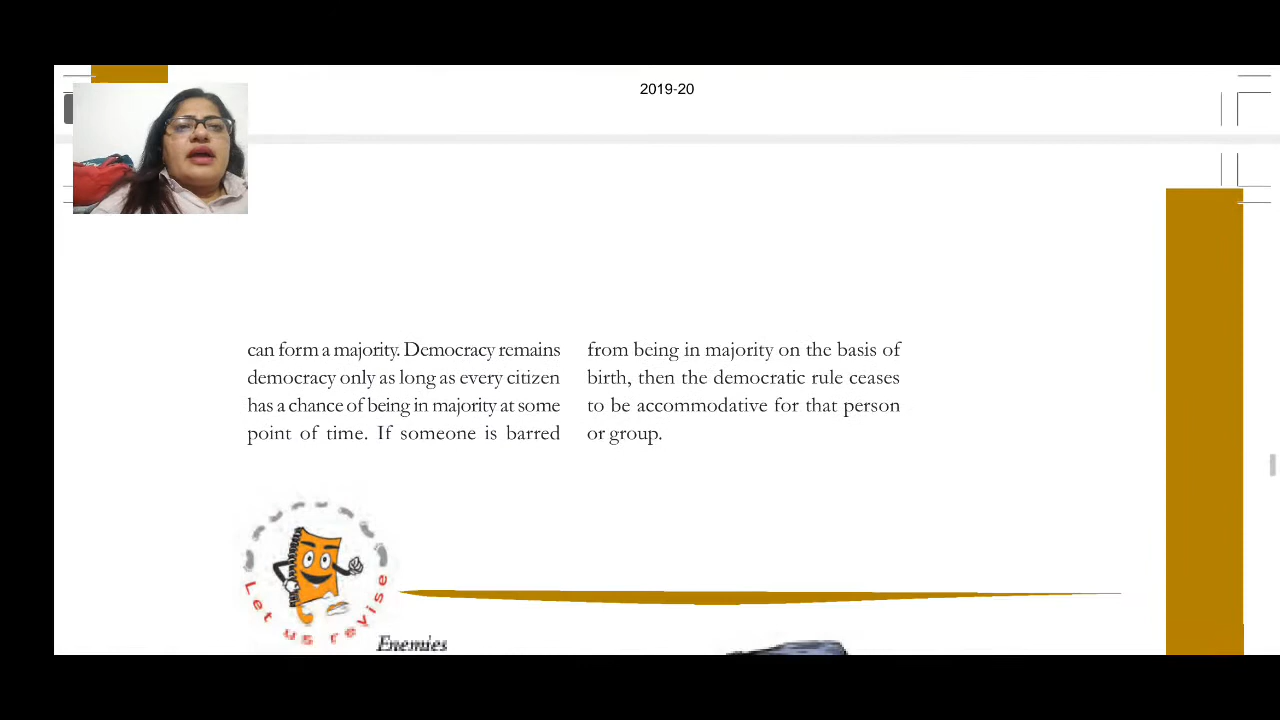 2019-20
can form a majority. Democracy remains
democracy only as long as every citizen
has a chance of being in majority at some
point of time. If someone is barred
from being in majority on the basis of
birth, then the democratic rule ceases
to be accommodative for that person
or group.
Let us revise
Enemies